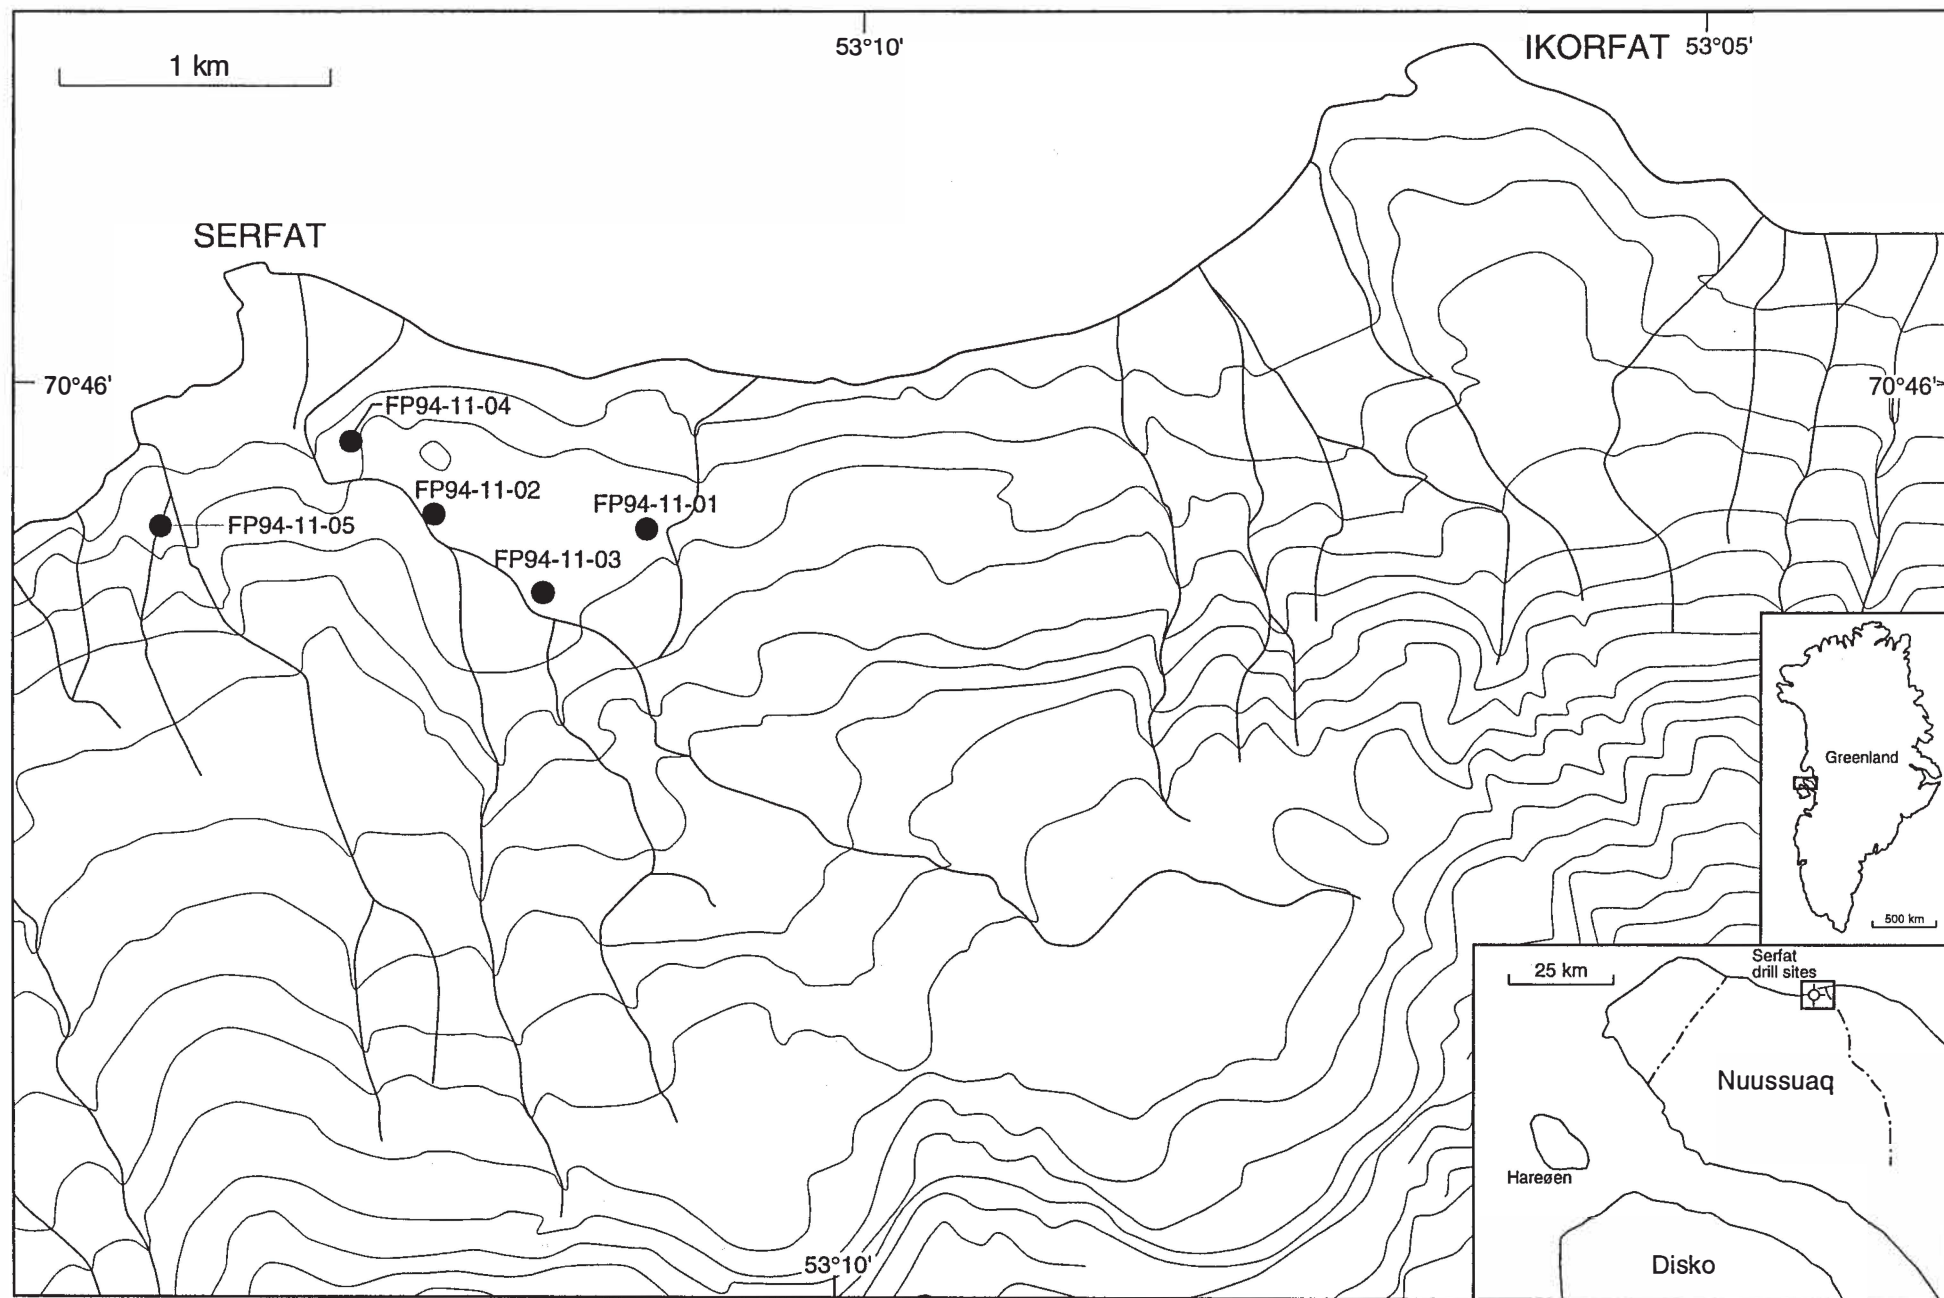 53°10'
IKORFAT
53°05'
1 km
SERFAT
70°46'
70°46'
FP94-11-04
FP94-11-02
FP94-11-01
FP94-11-05
FP94-11-03
Greenland
500 km
Serfat
drill sites
25 km
Nuussuaq
Hareøen
53°10'
Disko